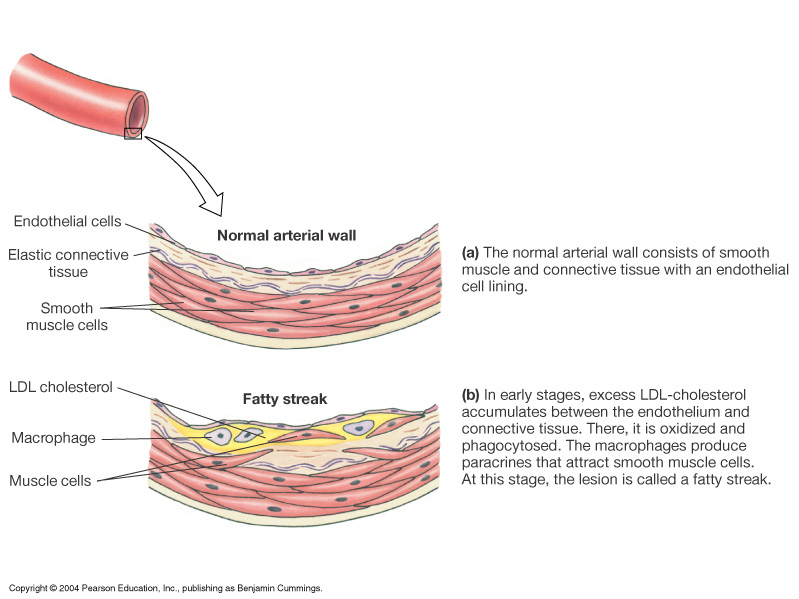 Endothelial cells
Normal arterial wall
Elastic connective
tissue
Smooth
muscle cells
(a) The normal arterial wall consists of smooth
muscle and connective tissue with an endothelial
cell lining.
LDL cholesterol
Fatty streak
Macrophage
Muscle cells
(b) In early stages, excess LDL-cholesterol
accumulates between the endothelium and
connective tissue. There, it is oxidized and
phagocytosed. The macrophages produce
paracrines that attract smooth muscle cells.
At this stage, the lesion is called a fatty streak.
Copyright © 2004 Pearson Education, Inc., publishing as Benjamin Cummings.